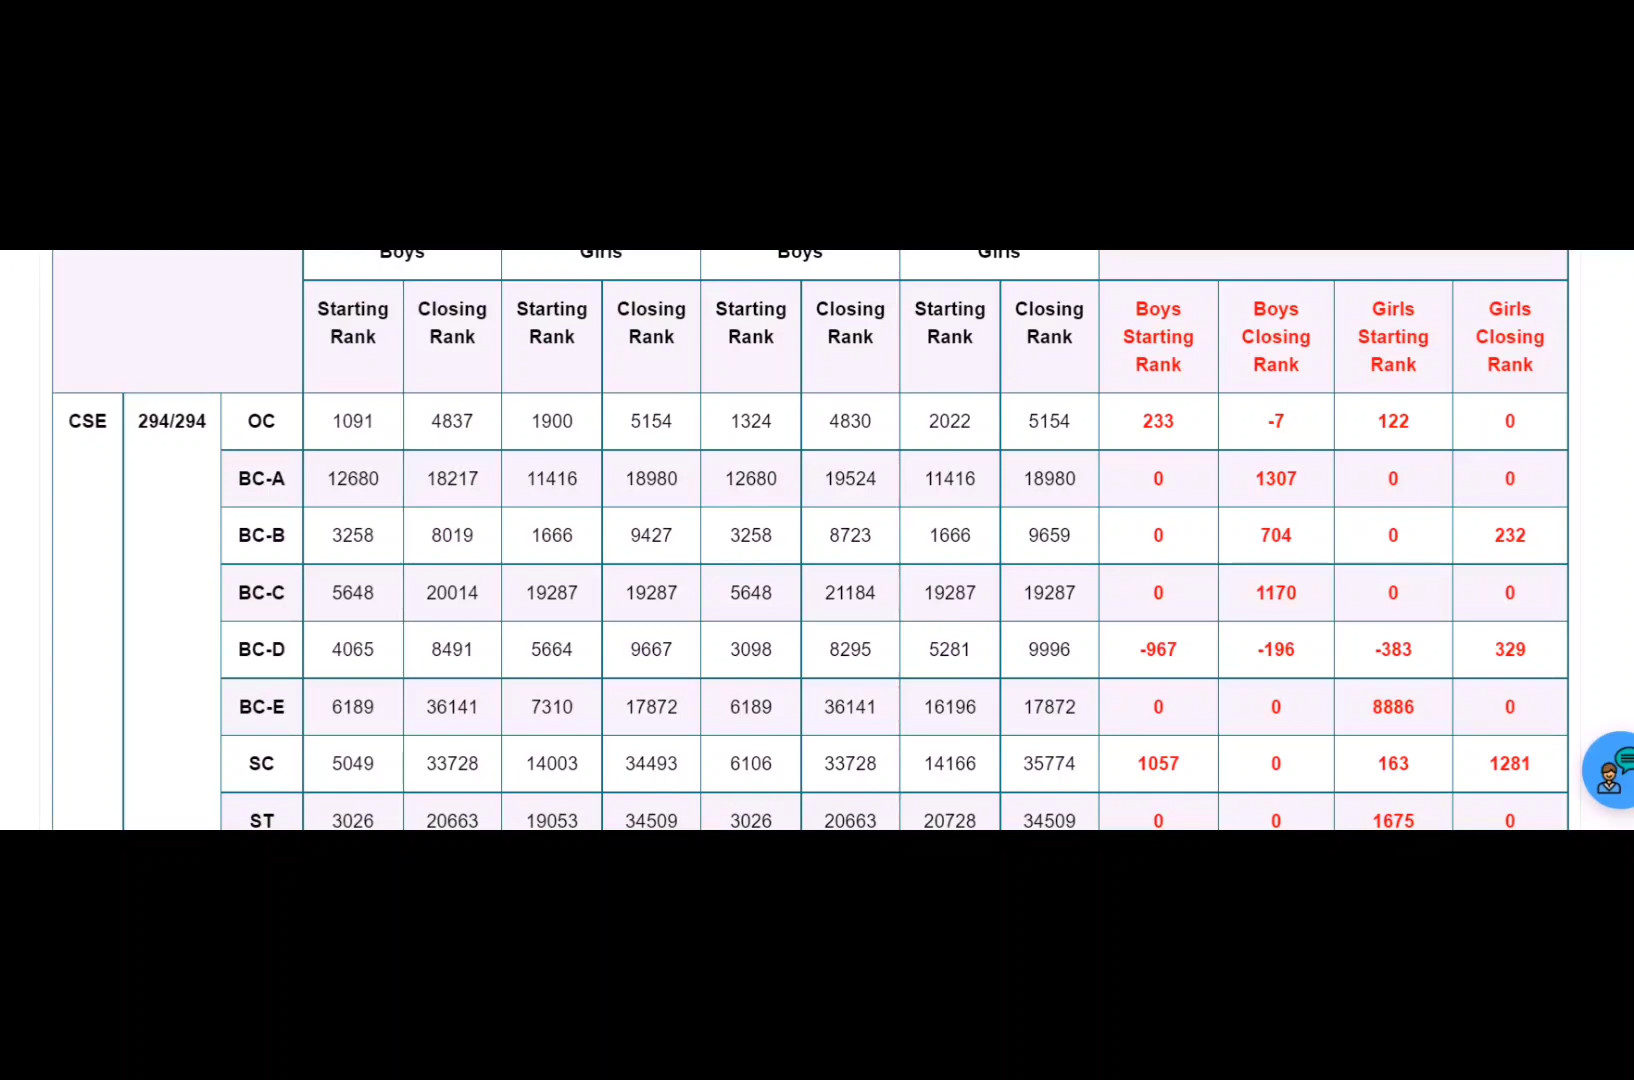 Boys Girls Boys Girls
Starting Rank Closing Rank Starting Rank Closing Rank Starting Rank Closing Rank Starting Rank Closing Rank Boys Starting Rank Boys Closing Rank Girls Starting Rank Girls Closing Rank
CSE 294/294 OC 1091 4837 1900 5154 1324 4830 2022 5154 233 -7 122 0
BC-A 12680 18217 11416 18980 12680 19524 11416 18980 0 1307 0 0
BC-B 3258 8019 1666 9427 3258 8723 1666 9659 0 704 0 232
BC-C 5648 20014 19287 19287 5648 21184 19287 19287 0 1170 0 0
BC-D 4065 8491 5664 9667 3098 8295 5281 9996 -967 -196 -383 329
BC-E 6189 36141 7310 17872 6189 36141 16196 17872 0 0 8886 0
SC 5049 33728 14003 34493 6106 33728 14166 35774 1057 0 163 1281
ST 3026 20663 19053 34509 3026 20663 20728 34509 0 0 1675 0